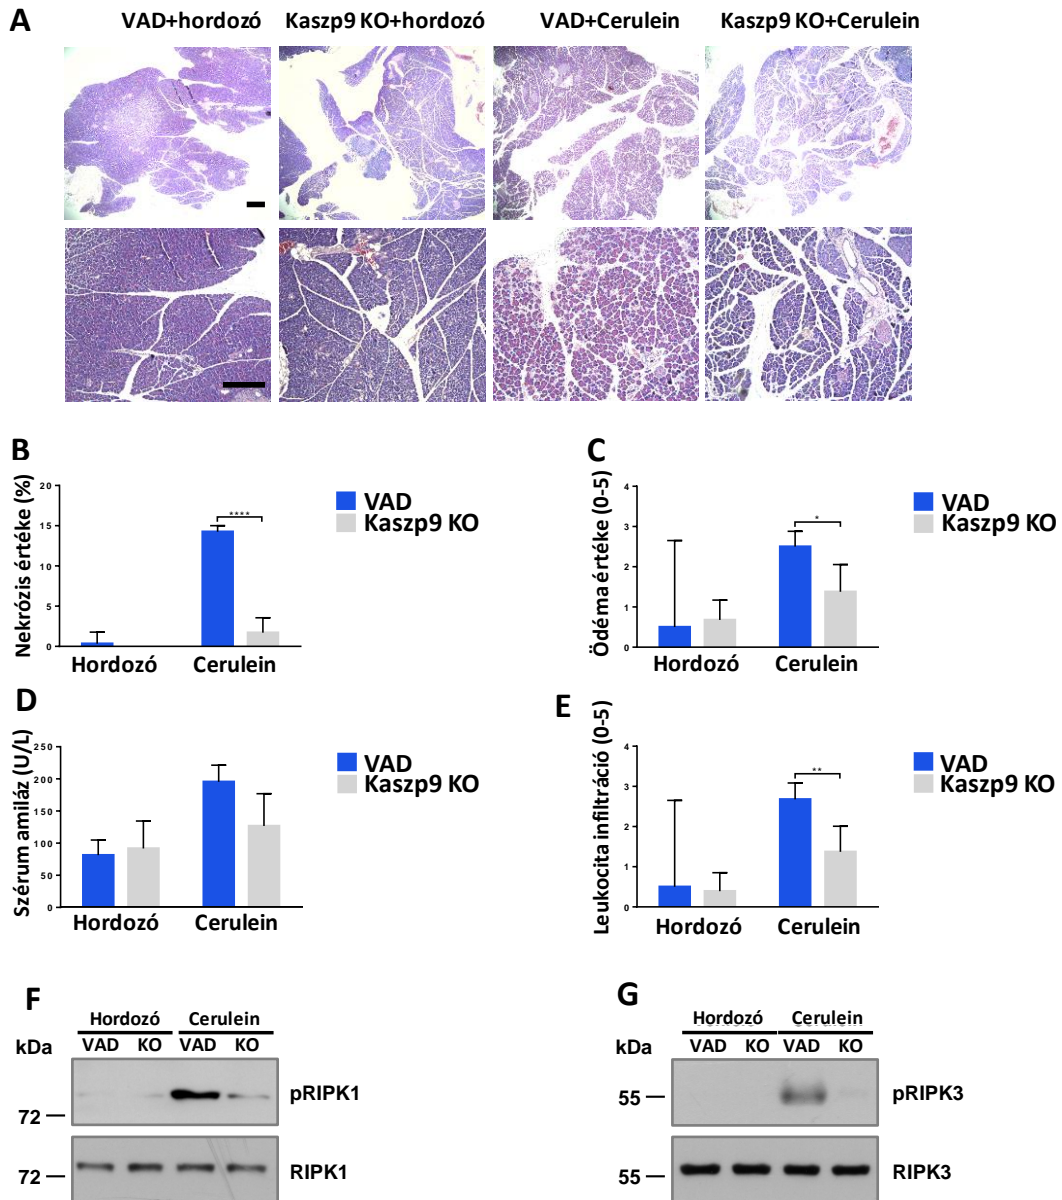 A
VAD+hordozó Kaszp9 KO+hordozó VAD+Cerulein Kaszp9 KO+Cerulein
B
Nekrózis értéke (%)
20
15
10
5
0
****
Hordozó Cerulein
VAD
Kaszp9 KO
C
Ödéma értéke (0-5)
4
3
2
1
0
*
Hordozó Cerulein
VAD
Kaszp9 KO
D
Szérum amiláz (U/L)
250
200
150
100
50
0
Hordozó Cerulein
VAD
Kaszp9 KO
E
Leukocita infiltráció (0-5)
4
3
2
1
0
**
Hordozó Cerulein
VAD
Kaszp9 KO
F
Hordozó Cerulein
kDa VAD KO VAD KO
pRIPK1
72
RIPK1
72
G
Hordozó Cerulein
kDa VAD KO VAD KO
55 pRIPK3
55 RIPK3